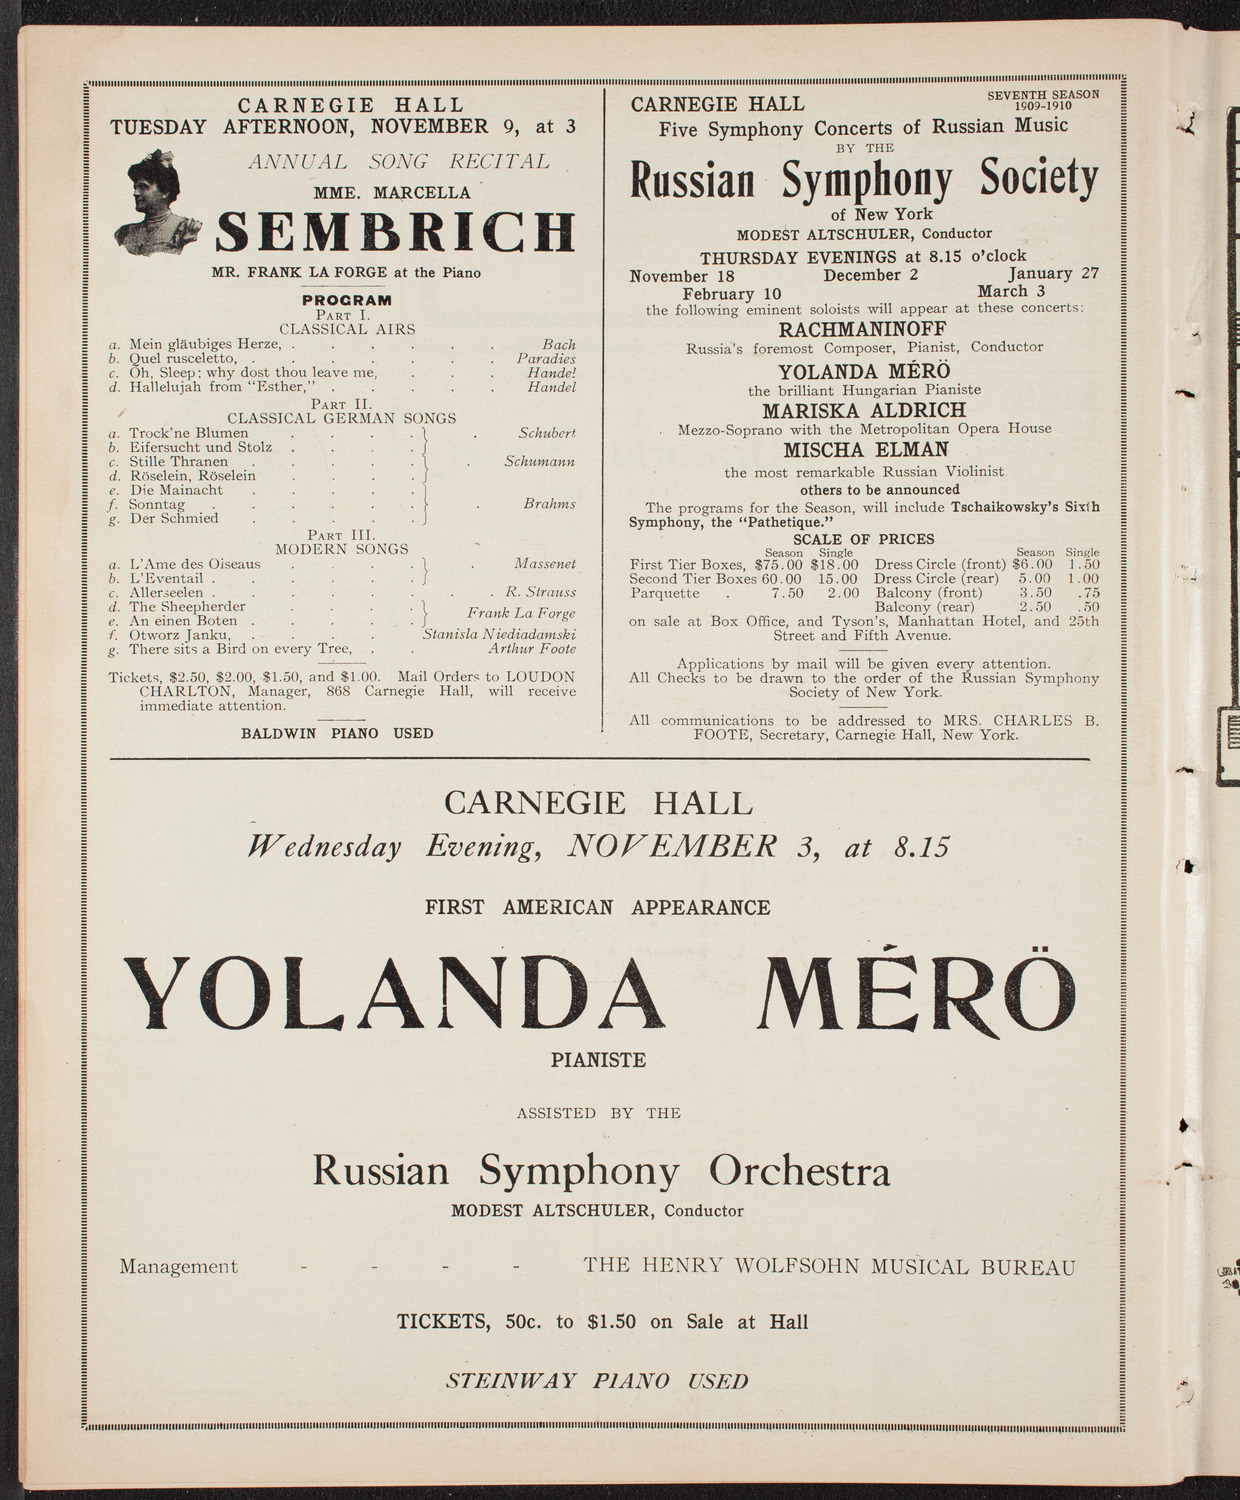 CARNEGIE HALL
TUESDAY AFTERNOON, NOVEMBER 9, at 3
ANNUAL SONG RECITAL
MME. MARCELLA
SEMBRICH
MR. FRANK LA FORGE at the Piano
PROGRAM
PART I.
CLASSICAL AIRS
a. Mein gläubiges Herze, . . . . . . Bach
b. Quel rusceletto, . . . . . . Paradies
c. Oh, Sleep; why dost thou leave me, . . . Handel
d. Hallelujah from "Esther," . . . . . Handel
PART II.
CLASSICAL GERMAN SONGS
a. Trock'ne Blumen . . . . } . Schubert
b. Eifersucht und Stolz . . . . }
c. Stille Thranen . . . . . } . Schumann
d. Röselein, Röselein . . . . }
e. Die Mainacht . . . . . }
f. Sonntag . . . . . } . Brahms
g. Der Schmied . . . . . }
PART III.
MODERN SONGS
a. L'Ame des Oiseaus . . . . } . Massenet
b. L'Eventail . . . . . . }
c. Allerseelen . . . . . . . R. Strauss
d. The Sheepherder . . . . } Frank La Forge
e. An einen Boten . . . . . }
f. Otworz Janku, . . . . Stanisla Niediadamski
g. There sits a Bird on every Tree, . . Arthur Foote
Tickets, $2.50, $2.00, $1.50, and $1.00. Mail Orders to LOUDON
CHARLTON, Manager, 868 Carnegie Hall, will receive
immediate attention.
BALDWIN PIANO USED
CARNEGIE HALL
SEVENTH SEASON
1909-1910
Five Symphony Concerts of Russian Music
BY THE
Russian Symphony Society
of New York
MODEST ALTSCHULER, Conductor
THURSDAY EVENINGS at 8.15 o'clock
November 18 December 2 January 27
February 10 March 3
the following eminent soloists will appear at these concerts:
RACHMANINOFF
Russia's foremost Composer, Pianist, Conductor
YOLANDA MÉRÖ
the brilliant Hungarian Pianiste
MARISKA ALDRICH
Mezzo-Soprano with the Metropolitan Opera House
MISCHA ELMAN
the most remarkable Russian Violinist
others to be announced
The programs for the Season, will include Tschaikowsky's Sixth
Symphony, the "Pathetique."
SCALE OF PRICES
Season Single Season Single
First Tier Boxes, $75.00 $18.00 Dress Circle (front) $6.00 1.50
Second Tier Boxes 60.00 15.00 Dress Circle (rear) 5.00 1.00
Parquette . 7.50 2.00 Balcony (front) 3.50 .75
Balcony (rear) 2.50 .50
on sale at Box Office, and Tyson's, Manhattan Hotel, and 25th
Street and Fifth Avenue.
Applications by mail will be given every attention.
All Checks to be drawn to the order of the Russian Symphony
Society of New York.
All communications to be addressed to MRS. CHARLES B.
FOOTE, Secretary, Carnegie Hall, New York.
CARNEGIE HALL
Wednesday Evening, NOVEMBER 3, at 8.15
FIRST AMERICAN APPEARANCE
YOLANDA MÉRÖ
PIANISTE
ASSISTED BY THE
Russian Symphony Orchestra
MODEST ALTSCHULER, Conductor
Management - - - - THE HENRY WOLFSOHN MUSICAL BUREAU
TICKETS, 50c. to $1.50 on Sale at Hall
STEINWAY PIANO USED